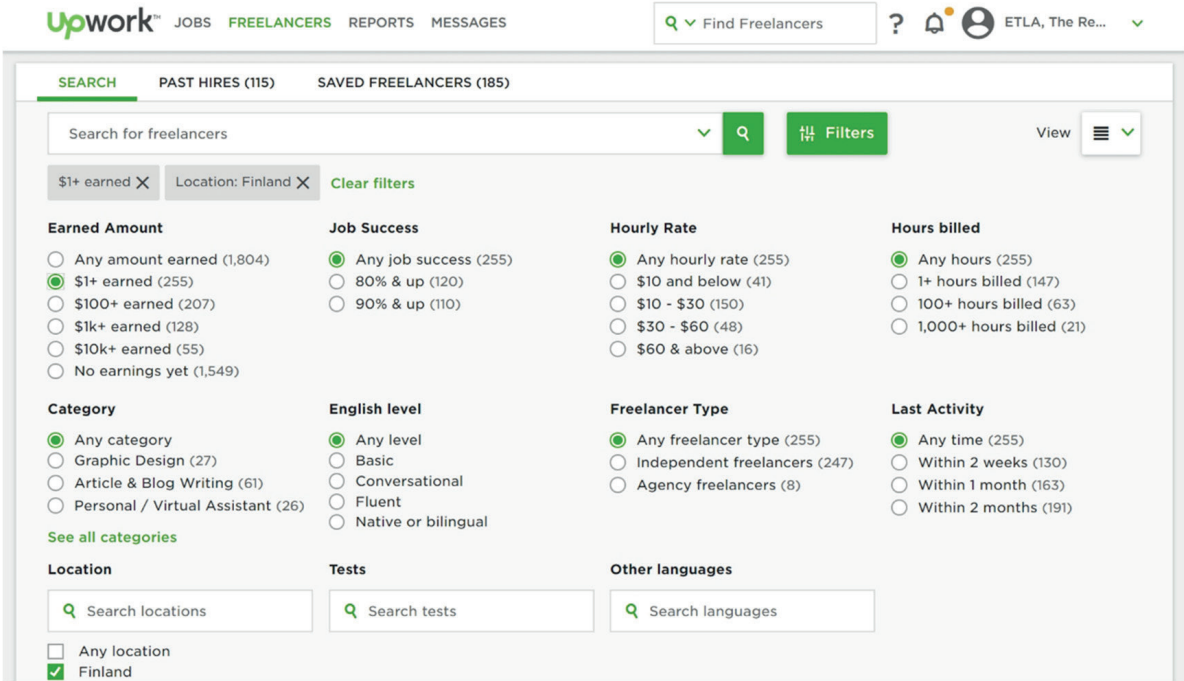 Upwork™ JOBS FREELANCERS REPORTS MESSAGES Find Freelancers ? ETLA, The Re...
SEARCH PAST HIRES (115) SAVED FREELANCERS (185)
Search for freelancers Filters View
$1+ earned Location: Finland Clear filters
Earned Amount
Any amount earned (1,804)
$1+ earned (255)
$100+ earned (207)
$1k+ earned (128)
$10k+ earned (55)
No earnings yet (1,549)
Job Success
Any job success (255)
80% & up (120)
90% & up (110)
Hourly Rate
Any hourly rate (255)
$10 and below (41)
$10 - $30 (150)
$30 - $60 (48)
$60 & above (16)
Hours billed
Any hours (255)
1+ hours billed (147)
100+ hours billed (63)
1,000+ hours billed (21)
Category
Any category
Graphic Design (27)
Article & Blog Writing (61)
Personal / Virtual Assistant (26)
See all categories
English level
Any level
Basic
Conversational
Fluent
Native or bilingual
Freelancer Type
Any freelancer type (255)
Independent freelancers (247)
Agency freelancers (8)
Last Activity
Any time (255)
Within 2 weeks (130)
Within 1 month (163)
Within 2 months (191)
Location
Search locations
Any location
Finland
Tests
Search tests
Other languages
Search languages